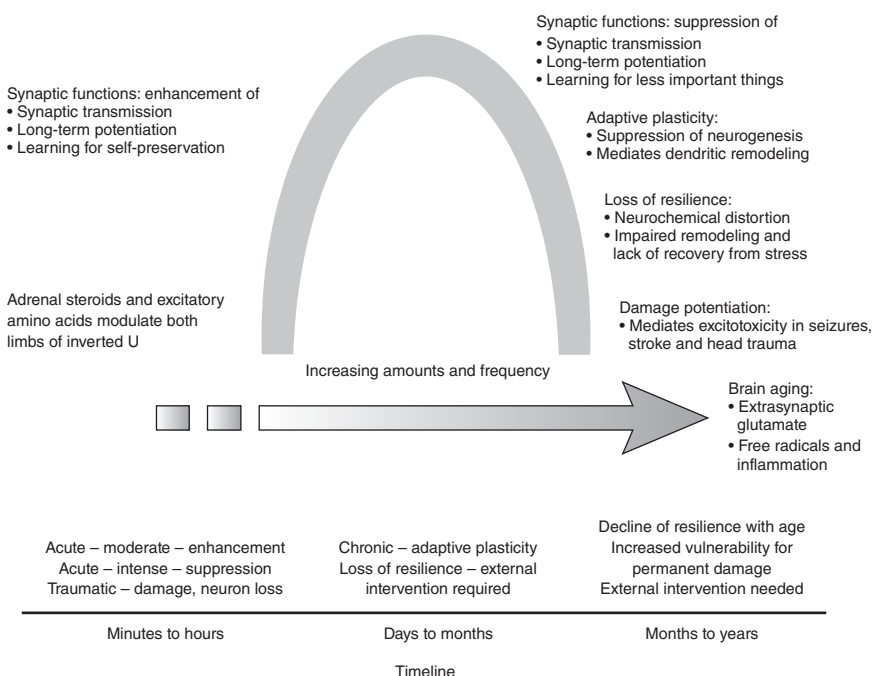 Synaptic functions: suppression of
• Synaptic transmission
• Long-term potentiation
• Learning for less important things
Synaptic functions: enhancement of
• Synaptic transmission
• Long-term potentiation
• Learning for self-preservation
Adaptive plasticity:
• Suppression of neurogenesis
• Mediates dendritic remodeling
Loss of resilience:
• Neurochemical distortion
• Impaired remodeling and
lack of recovery from stress
Adrenal steroids and excitatory
amino acids modulate both
limbs of inverted U
Damage potentiation:
• Mediates excitotoxicity in seizures,
stroke and head trauma
Increasing amounts and frequency
Brain aging:
• Extrasynaptic
glutamate
• Free radicals and
inflammation
Acute – moderate – enhancement
Acute – intense – suppression
Traumatic – damage, neuron loss
Chronic – adaptive plasticity
Loss of resilience – external
intervention required
Decline of resilience with age
Increased vulnerability for
permanent damage
External intervention needed
Minutes to hours
Days to months
Months to years
Timeline